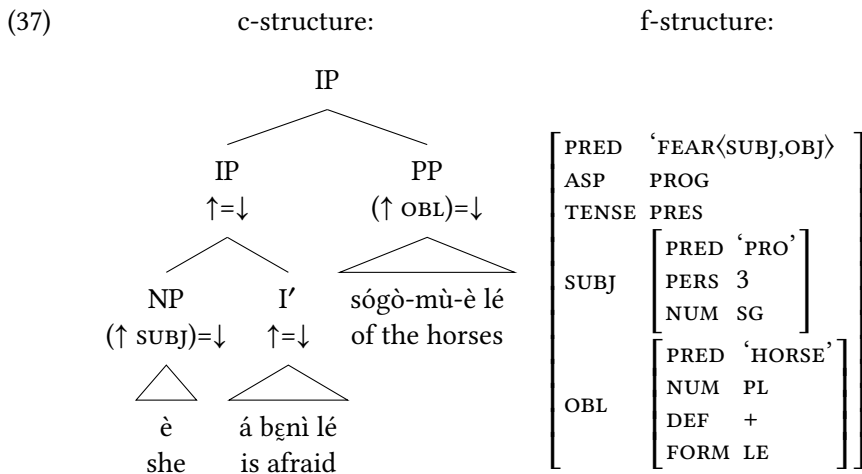 (37) c-structure: f-structure:
IP
IP PP
↑=↓ (↑ OBL)=↓
NP I′ sógò-mù-è lé
(↑ SUBJ)=↓ ↑=↓ of the horses
è á bɛ̰nì lé
she is afraid
PRED ‘FEAR⟨SUBJ,OBJ⟩
ASP PROG
TENSE PRES
SUBJ
PRED ‘PRO’
PERS 3
NUM SG
OBL
PRED ‘HORSE’
NUM PL
DEF +
FORM LE